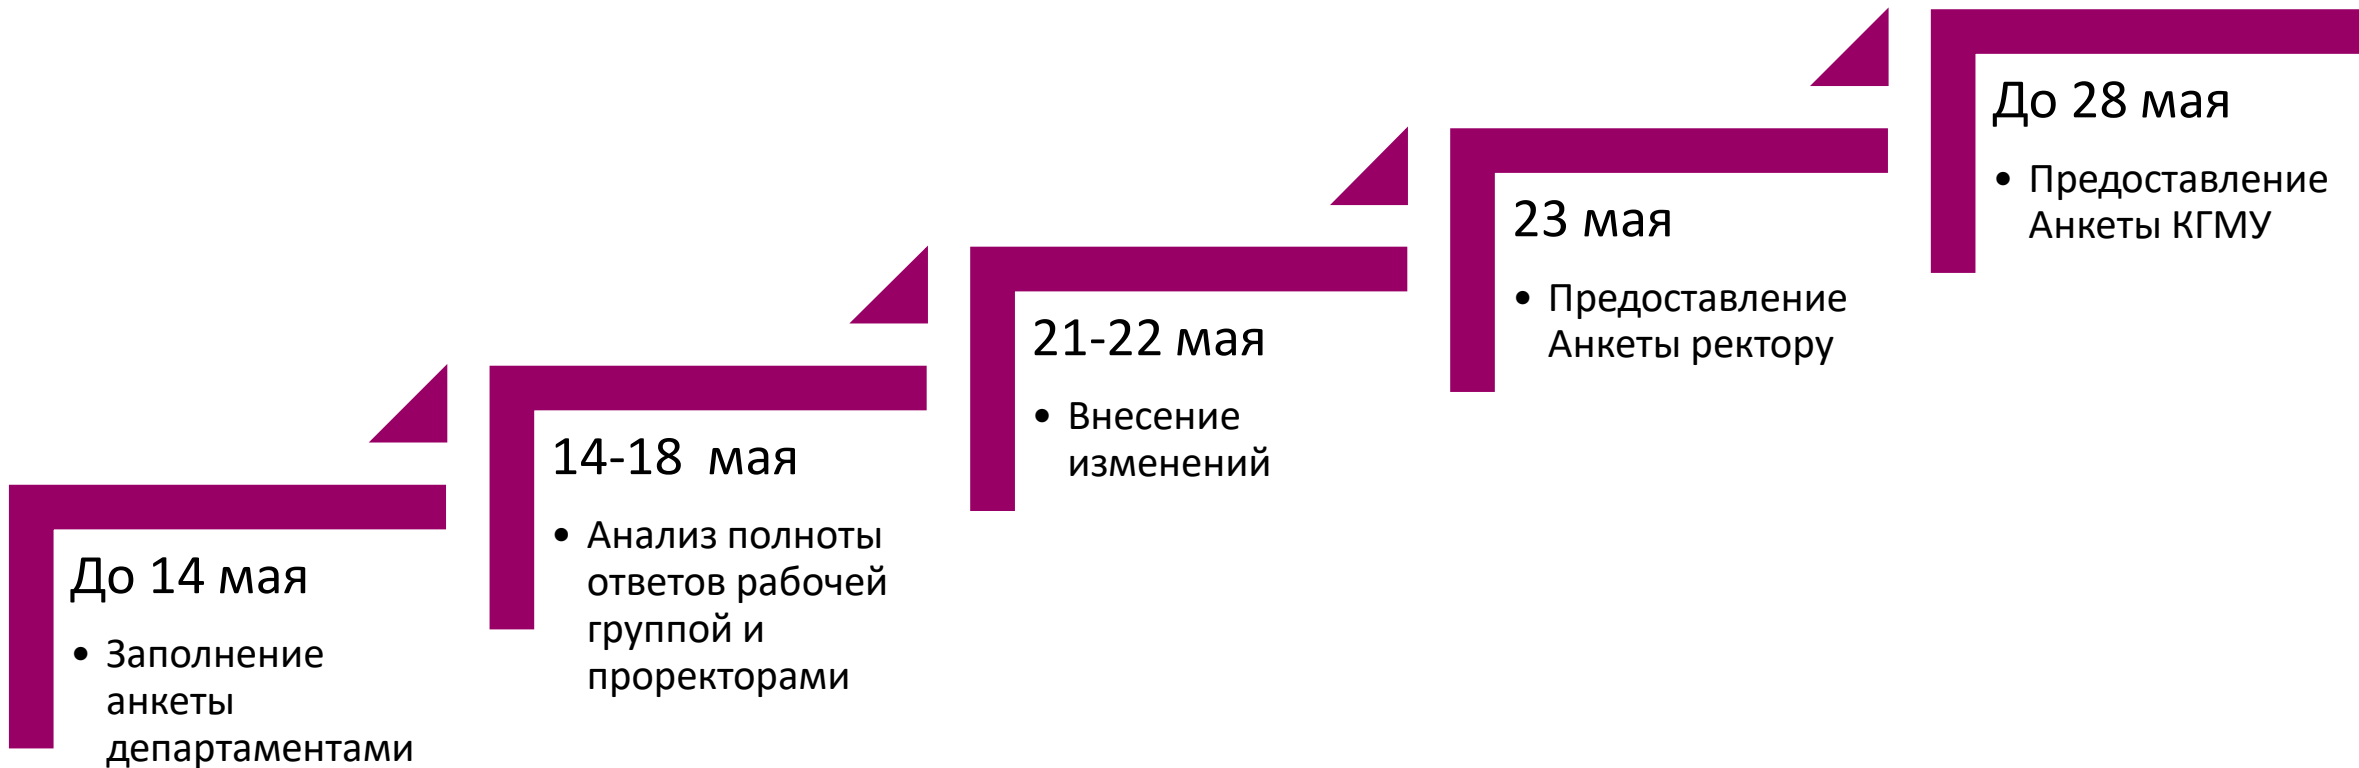 До 14 мая
• Заполнение
анкеты
департаментами
14-18  мая
• Анализ полноты
ответов рабочей
группой и
проректорами
21-22 мая
• Внесение
изменений
23 мая
• Предоставление
Анкеты ректору
До 28 мая
• Предоставление
Анкеты КГМУ